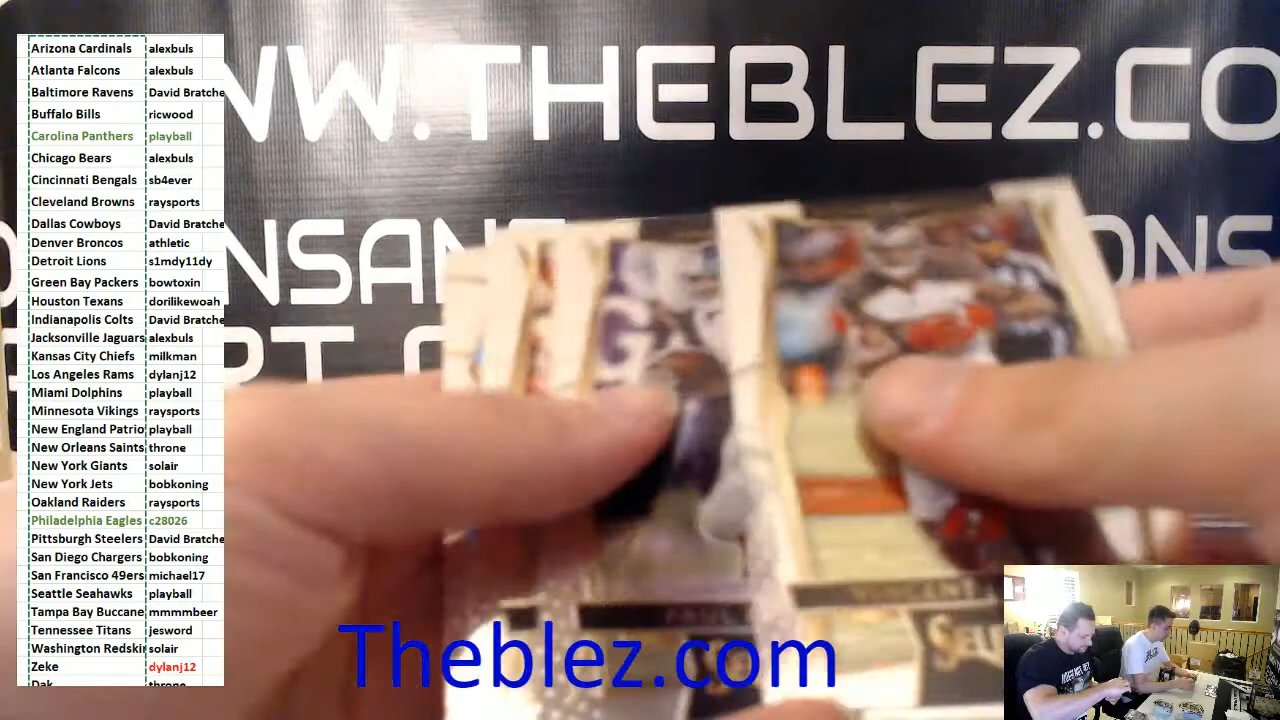 WW.THEBLEZ.CO
NSAN
ONS
PT
Arizona Cardinals alexbuls
Atlanta Falcons alexbuls
Baltimore Ravens David Bratche
Buffalo Bills ricwood
Carolina Panthers playball
Chicago Bears alexbuls
Cincinnati Bengals sb4ever
Cleveland Browns raysports
Dallas Cowboys David Bratche
Denver Broncos athletic
Detroit Lions s1mdy11dy
Green Bay Packers bowtoxin
Houston Texans dorilikewoah
Indianapolis Colts David Bratche
Jacksonville Jaguars alexbuls
Kansas City Chiefs milkman
Los Angeles Rams dylanj12
Miami Dolphins playball
Minnesota Vikings raysports
New England Patrio playball
New Orleans Saints throne
New York Giants solair
New York Jets bobkoning
Oakland Raiders raysports
Philadelphia Eagles c28026
Pittsburgh Steelers David Bratche
San Diego Chargers bobkoning
San Francisco 49ers michael17
Seattle Seahawks playball
Tampa Bay Buccane mmmmbeer
Tennessee Titans jesword
Washington Redskin solair
Zeke dylanj12
Dak throne
Theblez.com